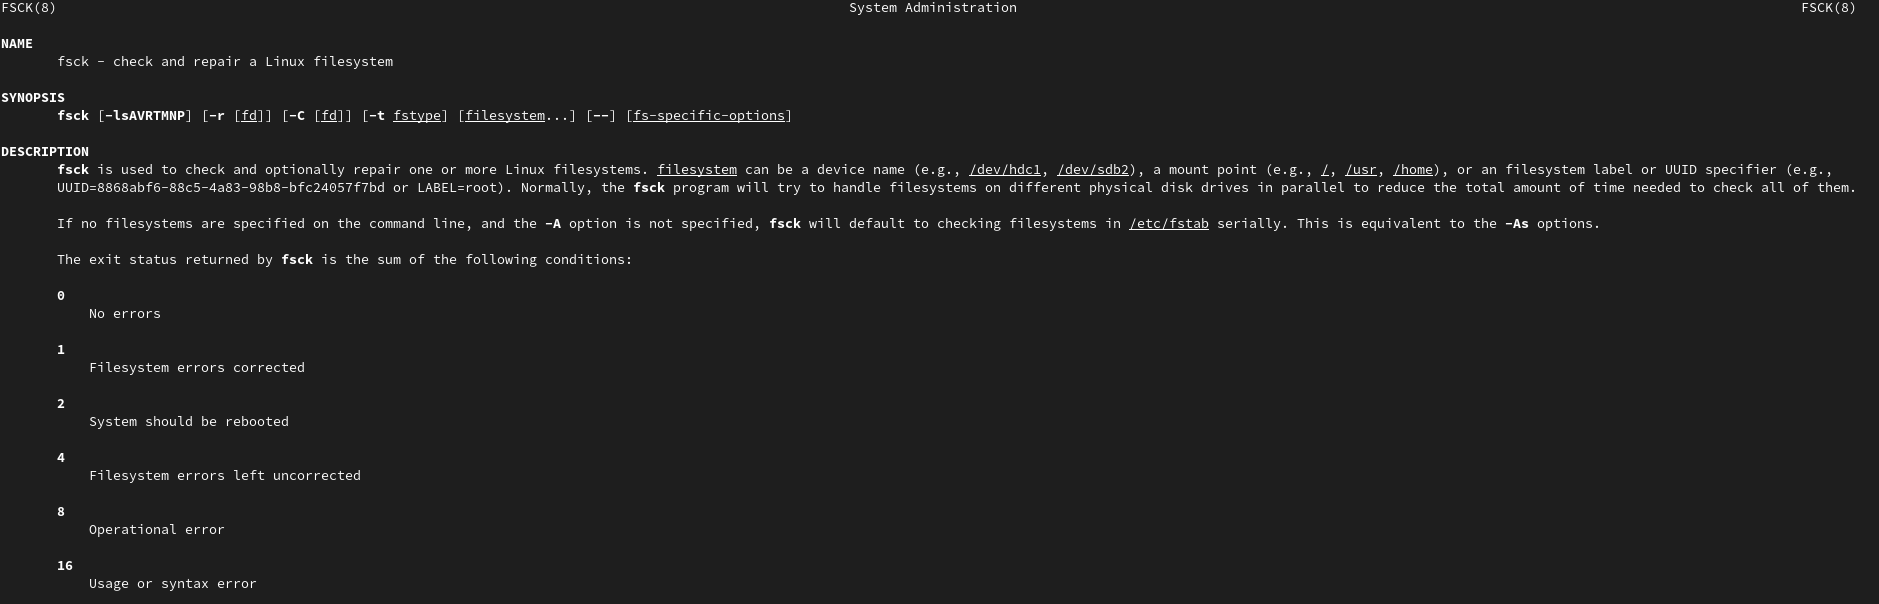 FSCK(8) System Administration FSCK(8)
NAME
fsck - check and repair a Linux filesystem
SYNOPSIS
fsck [-lsAVRTMNP] [-r [fd]] [-C [fd]] [-t fstype] [filesystem...] [--] [fs-specific-options]
DESCRIPTION
fsck is used to check and optionally repair one or more Linux filesystems. filesystem can be a device name (e.g., /dev/hdc1, /dev/sdb2), a mount point (e.g., /, /usr, /home), or an filesystem label or UUID specifier (e.g.,
UUID=8868abf6-88c5-4a83-98b8-bfc24057f7bd or LABEL=root). Normally, the fsck program will try to handle filesystems on different physical disk drives in parallel to reduce the total amount of time needed to check all of them.
If no filesystems are specified on the command line, and the -A option is not specified, fsck will default to checking filesystems in /etc/fstab serially. This is equivalent to the -As options.
The exit status returned by fsck is the sum of the following conditions:
0
No errors
1
Filesystem errors corrected
2
System should be rebooted
4
Filesystem errors left uncorrected
8
Operational error
16
Usage or syntax error